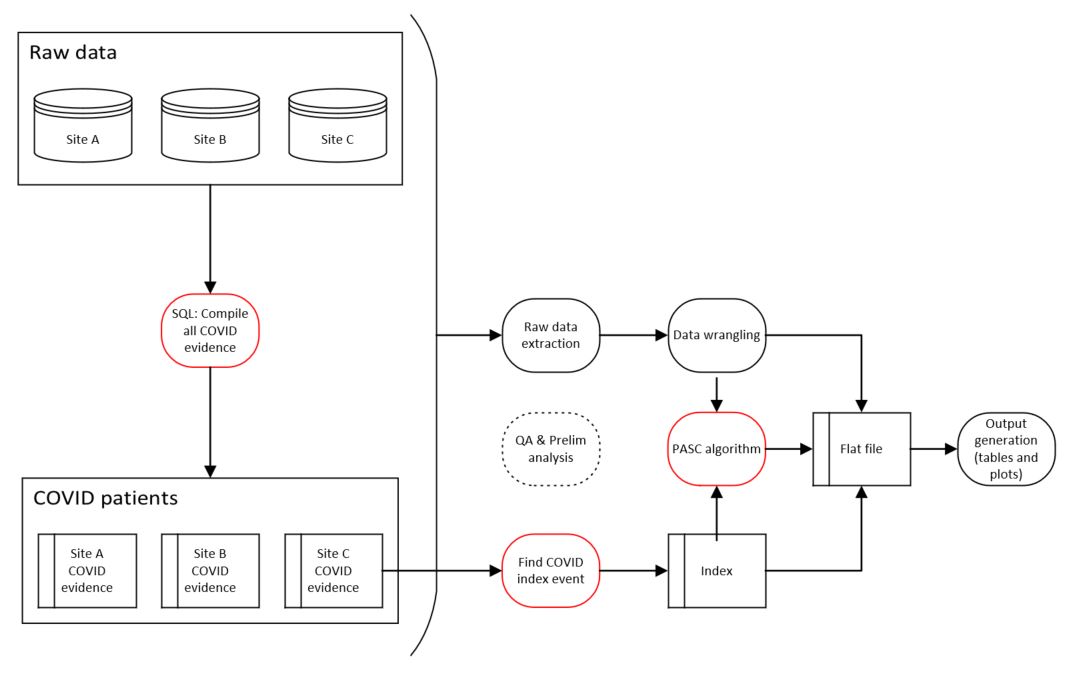 Raw data
Site A
Site B
Site C
SQL: Compile
all COVID
evidence
COVID patients
Site A
COVID
evidence
Site B
COVID
evidence
Site C
COVID
evidence
Raw data
extraction
Data wrangling
QA & Prelim
analysis
PASC algorithm
Flat file
Output
generation
(tables and
plots)
Find COVID
index event
Index